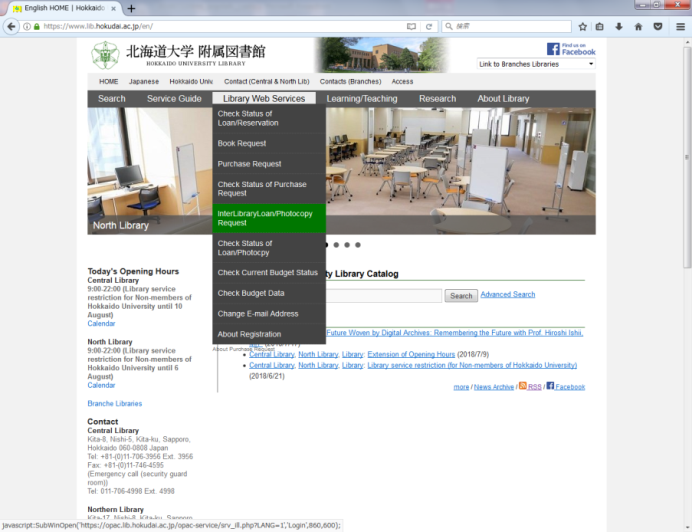 English HOME | Hokkaido
https://www.lib.hokudai.ac.jp/en/
検索
北海道大学 附属図書館
HOKKAIDO UNIVERSITY LIBRARY
Find us on
Facebook
Link to Branches Libraries
HOME Japanese Hokkaido Univ. Contact (Central & North Lib) Contacts (Branches) Access
Search Service Guide Library Web Services Learning/Teaching Research About Library
Check Status of
Loan/Reservation
Book Request
Purchase Request
Check Status of Purchase
Request
InterLibraryLoan/Photocopy
Request
Check Status of
Loan/Photocpy
Check Current Budget Status
Check Budget Data
Change E-mail Address
About Registration
About Purchase Request
North Library
Today's Opening Hours
Central Library
9:00-22:00 (Library service
restriction for Non-members of
Hokkaido University until 10
August)
Calendar
North Library
9:00-22:00 (Library service
restriction for Non-members of
Hokkaido University until 6
August)
Calendar
Branche Libraries
Contact
Central Library
Kita-8, Nishi-5, Kita-ku, Sapporo,
Hokkaido 060-0808 Japan
Tel: +81-(0)11-706-3956 Ext. 3956
Fax: +81-(0)11-746-4595
(Emergency call (security guard
room))
Tel: 011-706-4998 Ext. 4998
Northern Library
Kita-17, Nishi-8, Kita-ku, Sapporo
ty Library Catalog
Search Advanced Search
Future Woven by Digital Archives: Remembering the Future with Prof. Hiroshi Ishii,
Central Library, North Library, Library: Extension of Opening Hours (2018/7/9)
Central Library, North Library, Library: Library service restriction (for Non-members of Hokkaido University)
(2018/6/21)
more / News Archive / RSS / Facebook
javascript:SubWinOpen('https://opac.lib.hokudai.ac.jp/opac-service/srv_ill.php?LANG=1','Login',860,600);